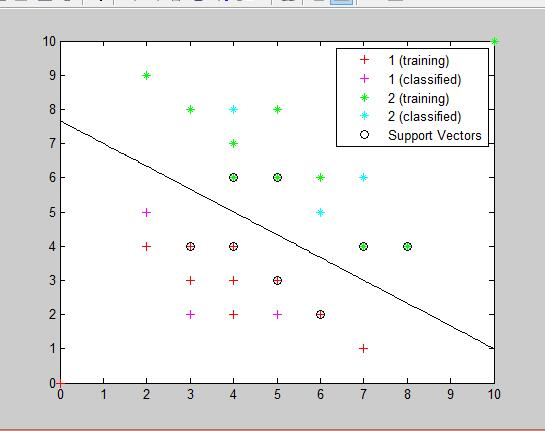 10
9
8
7
6
5
4
3
2
1
0
1 (training)
1 (classified)
2 (training)
2 (classified)
Support Vectors
0 1 2 3 4 5 6 7 8 9 10